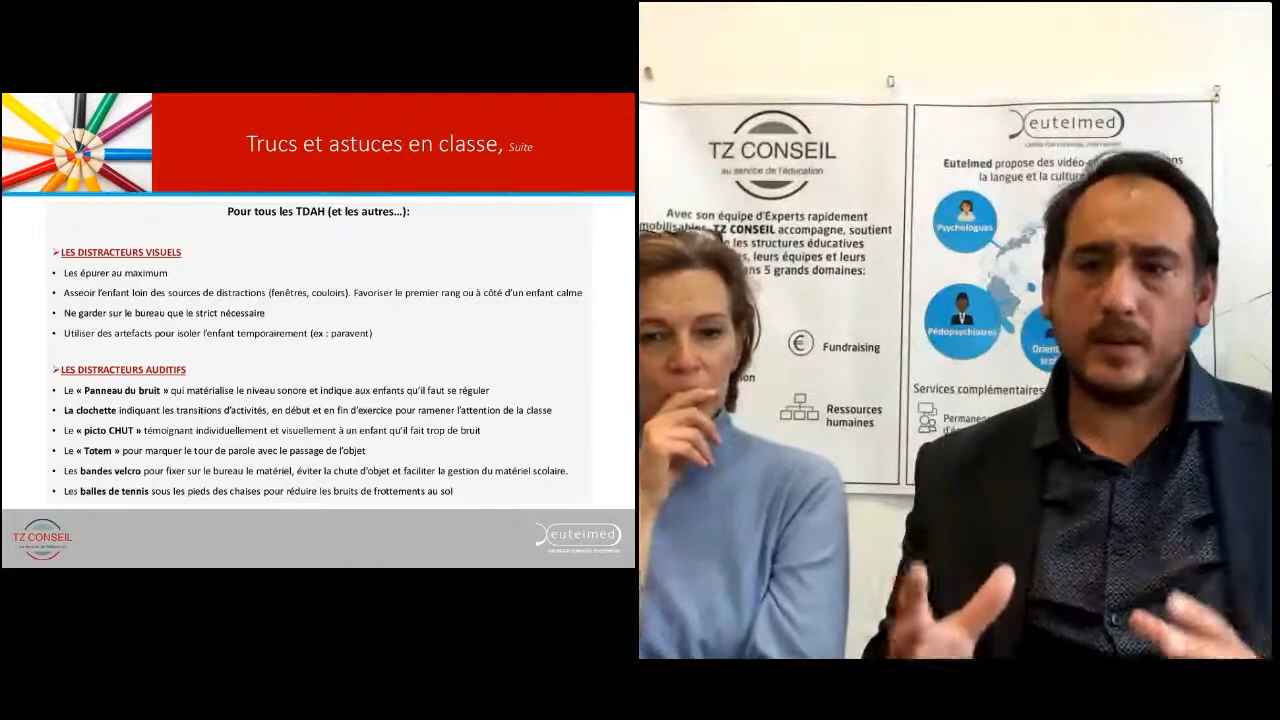 Trucs et astuces en classe, Suite
Pour tous les TDAH (et les autres…):
➢LES DISTRACTEURS VISUELS
• Les épurer au maximum
• Asseoir l'enfant loin des sources de distractions (fenêtres, couloirs). Favoriser le premier rang ou à côté d'un enfant calme
• Ne garder sur le bureau que le strict nécessaire
• Utiliser des artefacts pour isoler l'enfant temporairement (ex : paravent)
➢LES DISTRACTEURS AUDITIFS
• Le « Panneau du bruit » qui matérialise le niveau sonore et indique aux enfants qu'il faut se réguler
• La clochette indiquant les transitions d'activités, en début et en fin d'exercice pour ramener l'attention de la classe
• Le « picto CHUT » témoignant individuellement et visuellement à un enfant qu'il fait trop de bruit
• Le « Totem » pour marquer le tour de parole avec le passage de l'objet
• Les bandes velcro pour fixer sur le bureau le matériel, éviter la chute d'objet et faciliter la gestion du matériel scolaire.
• Les balles de tennis sous les pieds des chaises pour réduire les bruits de frottements au sol
TZ CONSEIL
eutelmed
TZ CONSEIL
au service de l'éducation
Avec son équipe d'Experts rapidement
TZ CONSEIL accompagne, soutient
les structures éducatives
leurs équipes et leurs
5 grands domaines:
Fundraising
Ressources
humaines
eutelmed
Eutelmed propose des
la langue et la
Psychologues
Pédopsychiatres
Services complémentaires